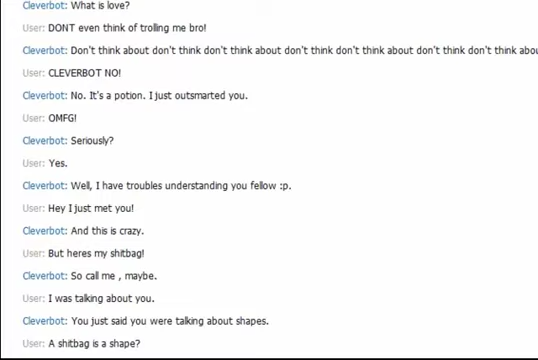 Cleverbot: What is love?
User: DONT even think of trolling me bro!
Cleverbot: Don't think about don't think don't think about don't think don't think about don't think don't think abou
User: CLEVERBOT NO!
Cleverbot: No. It's a potion. I just outsmarted you.
User: OMFG!
Cleverbot: Seriously?
User: Yes.
Cleverbot: Well, I have troubles understanding you fellow :p.
User: Hey I just met you!
Cleverbot: And this is crazy.
User: But heres my shitbag!
Cleverbot: So call me , maybe.
User: I was talking about you.
Cleverbot: You just said you were talking about shapes.
User: A shitbag is a shape?